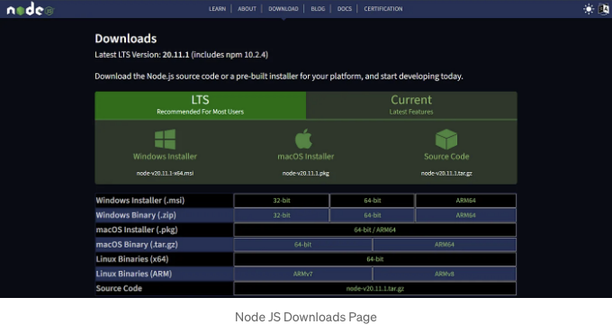 node
LEARN ABOUT DOWNLOAD BLOG DOCS CERTIFICATION
Downloads
Latest LTS Version: 20.11.1 (includes npm 10.2.4)
Download the Node.js source code or a pre-built installer for your platform, and start developing today.
LTS
Recommended For Most Users
Current
Latest Features
Windows Installer
node-v20.11.1-x64.msi
macOS Installer
node-v20.11.1.pkg
Source Code
node-v20.11.1.tar.gz
Windows Installer (.msi) 32-bit 64-bit ARM64
Windows Binary (.zip) 32-bit 64-bit ARM64
macOS Installer (.pkg) 64-bit / ARM64
macOS Binary (.tar.gz) 64-bit ARM64
Linux Binaries (x64) 64-bit
Linux Binaries (ARM) ARMv7 ARMv8
Source Code node-v20.11.1.tar.gz
Node JS Downloads Page